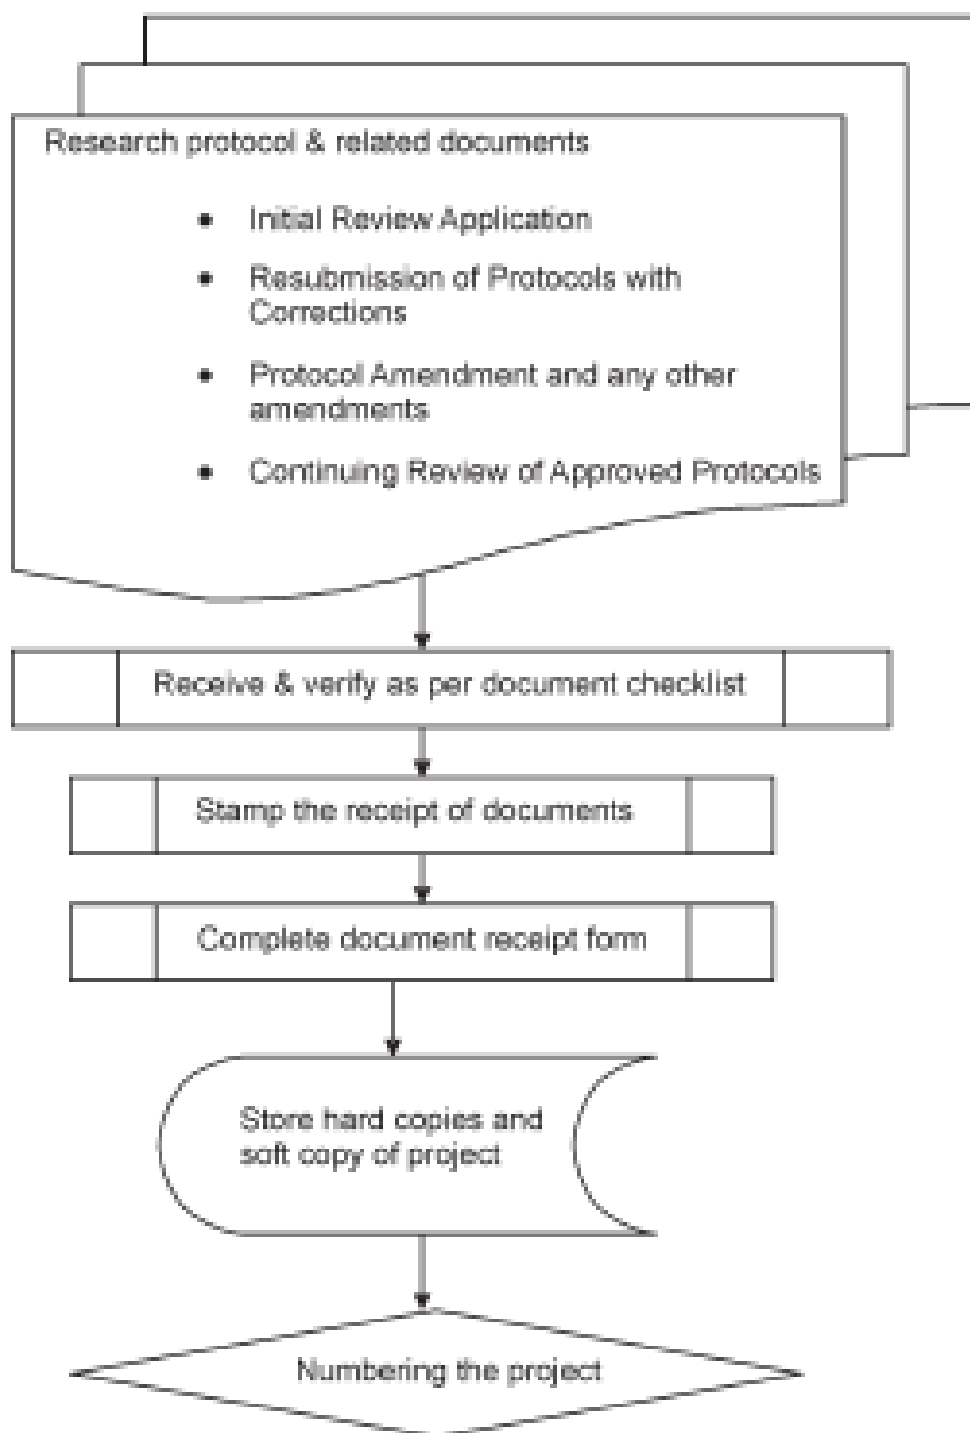 Research protocol & related documents
• Initial Review Application
• Resubmission of Protocols with
Corrections
• Protocol Amendment and any other
amendments
• Continuing Review of Approved Protocols
Receive & verify as per document checklist
Stamp the receipt of documents
Complete document receipt form
Store hard copies and
soft copy of project
Numbering the project